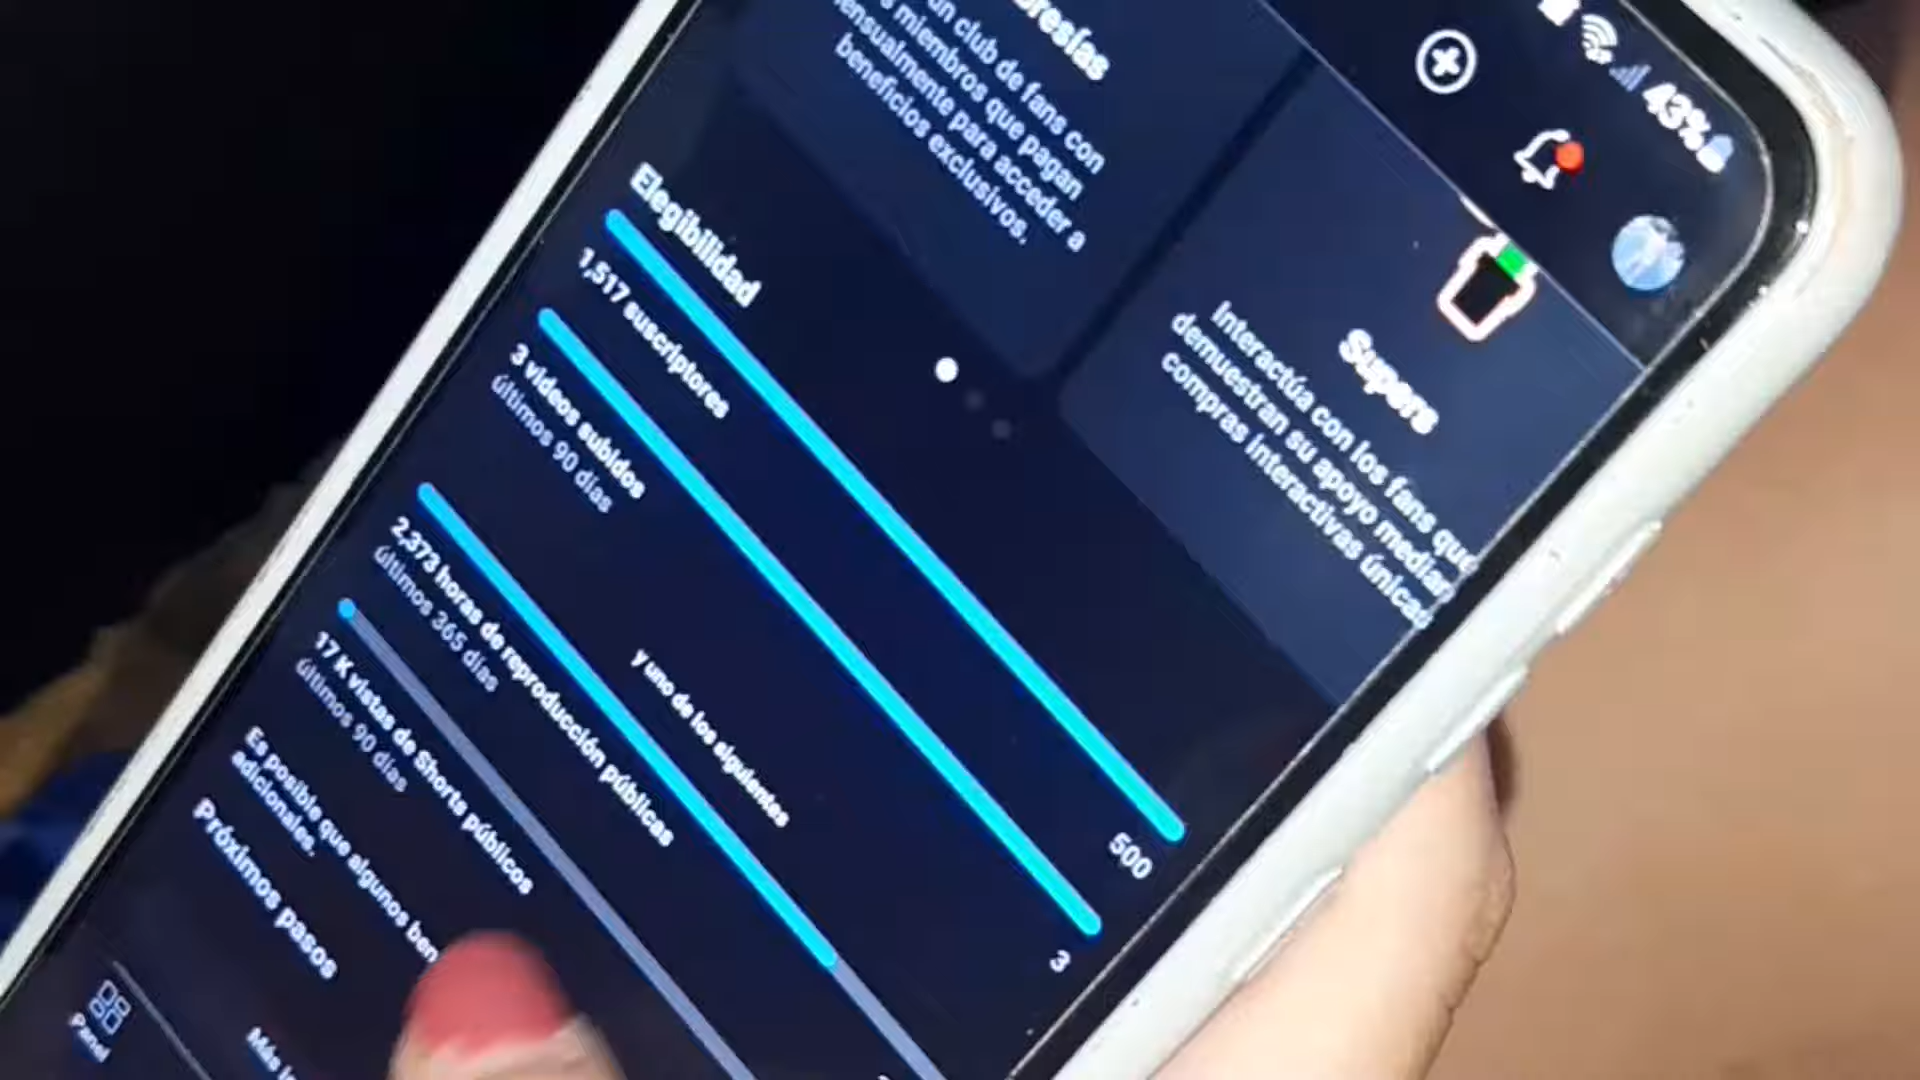 43%
un club de fans con
miembros que pagan
mensualmente para acceder a
beneficios exclusivos.
Supers
Interactúa con los fans que
demuestran su apoyo
compras interactivas únicas
Elegibilidad
1,517 suscriptores
500
3 videos subidos
últimos 90 días
3
y uno de los siguientes
2,373 horas de reproducción públicas
últimos 365 días
17 K vistas de Shorts públicos
últimos 90 días
Es posible que algunos ben
adicionales.
Próximos pasos
Panel
Más